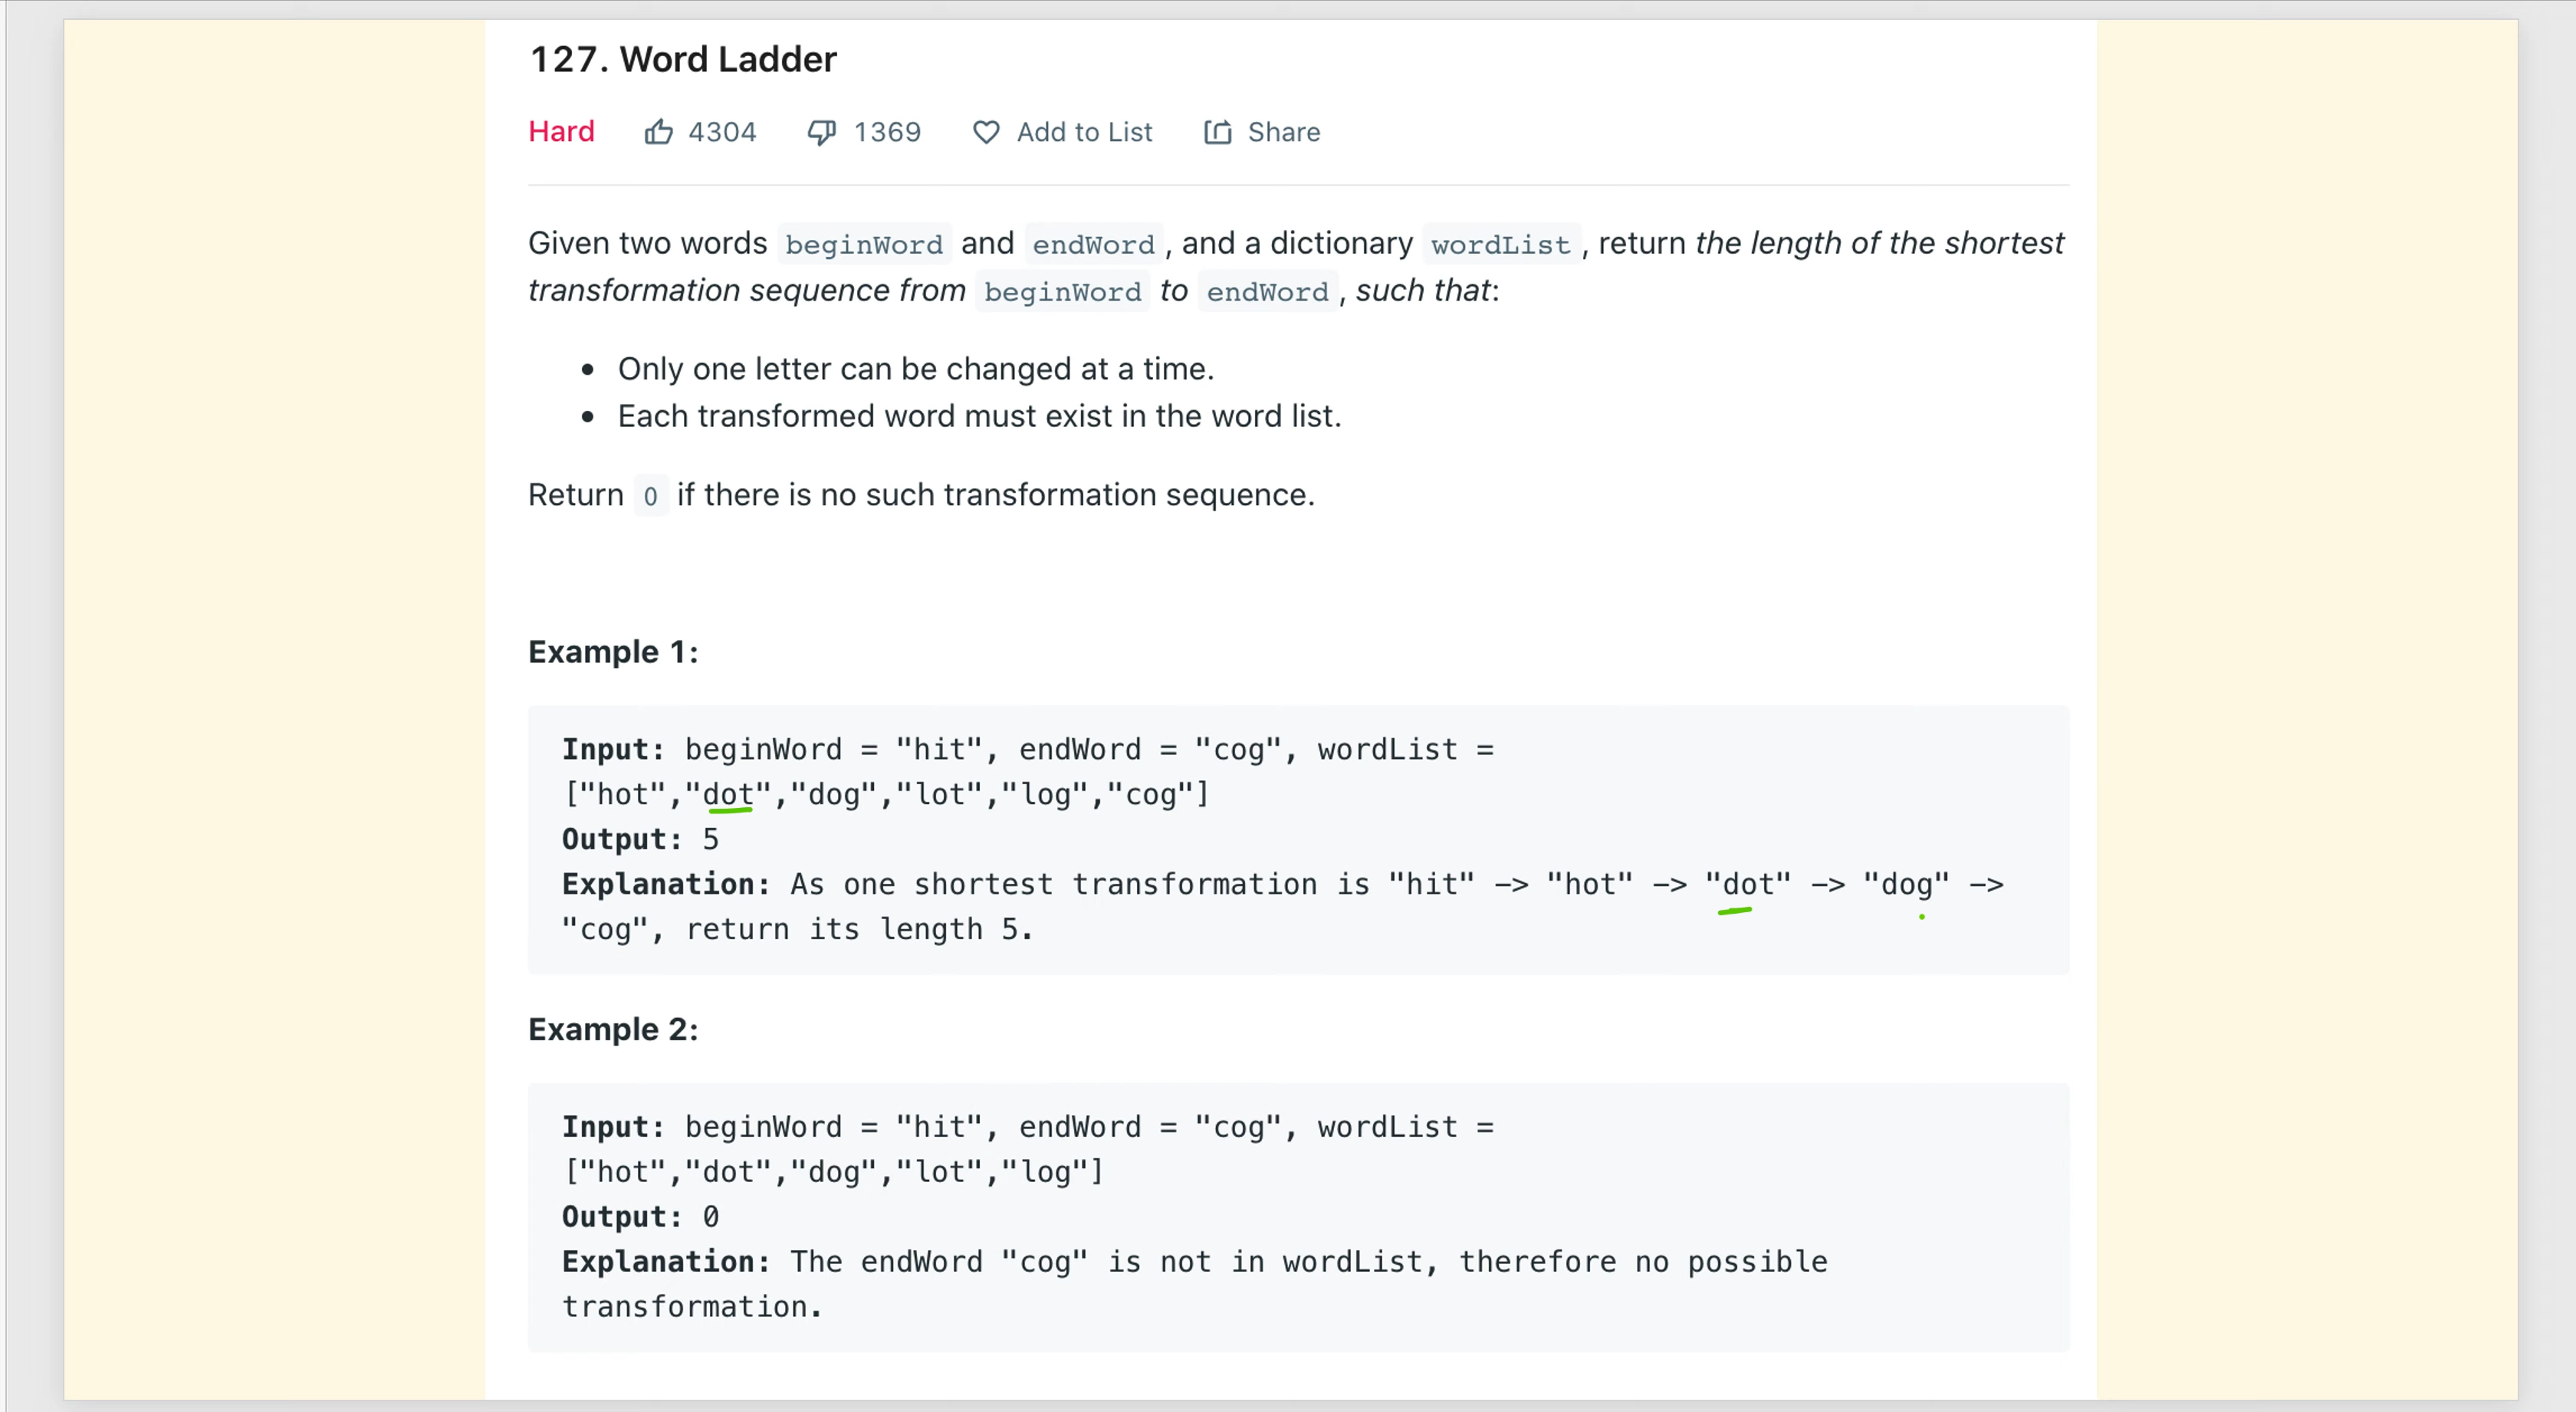 127. Word Ladder
Hard 4304 1369 Add to List Share
Given two words beginWord and endWord, and a dictionary wordList, return the length of the shortest
transformation sequence from beginWord to endWord, such that:
• Only one letter can be changed at a time.
• Each transformed word must exist in the word list.
Return 0 if there is no such transformation sequence.
Example 1:
Input: beginWord = "hit", endWord = "cog", wordList =
["hot","dot","dog","lot","log","cog"]
Output: 5
Explanation: As one shortest transformation is "hit" -> "hot" -> "dot" -> "dog" ->
"cog", return its length 5.
Example 2:
Input: beginWord = "hit", endWord = "cog", wordList =
["hot","dot","dog","lot","log"]
Output: 0
Explanation: The endWord "cog" is not in wordList, therefore no possible
transformation.